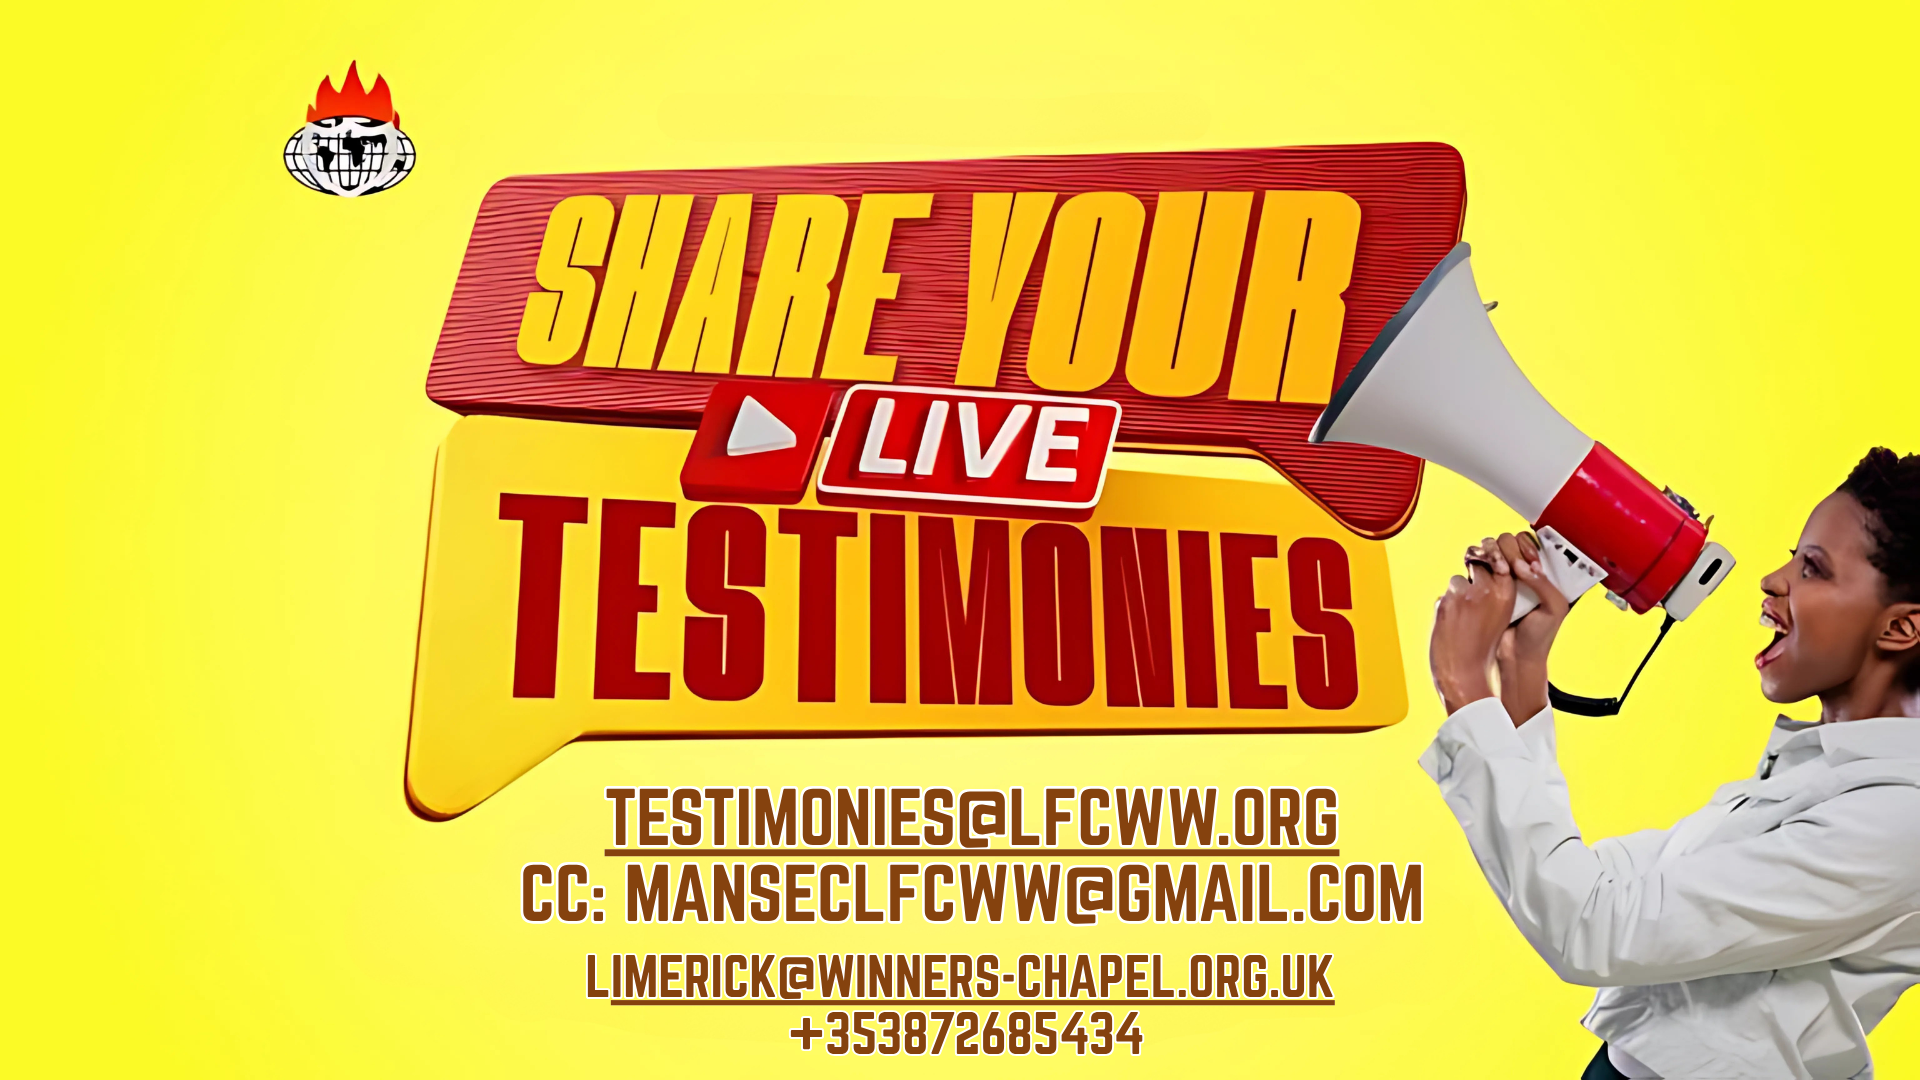 SHARE YOUR
LIVE
TESTIMONIES
TESTIMONIES@LFCWW.ORG
CC: MANSECLFCWW@GMAIL.COM
LIMERICK@WINNERS-CHAPEL.ORG.UK
+353872685434